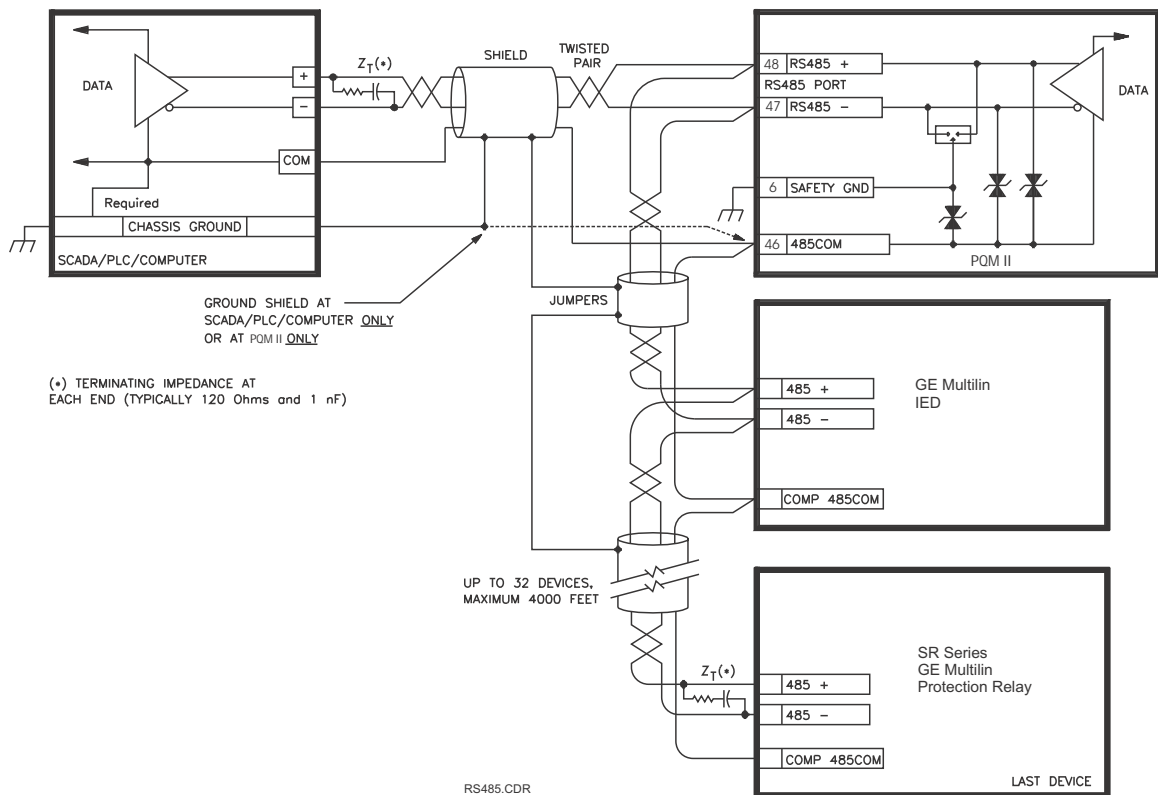 DATA
+
-
COM
Required
CHASSIS GROUND
SCADA/PLC/COMPUTER
Z_T(*)
SHIELD
TWISTED
PAIR
48 RS485 +
RS485 PORT
47 RS485 -
6 SAFETY GND
46 485COM
DATA
PQM II
GROUND SHIELD AT
SCADA/PLC/COMPUTER ONLY
OR AT PQM II ONLY
JUMPERS
(*) TERMINATING IMPEDANCE AT
EACH END (TYPICALLY 120 Ohms and 1 nF)
485 +
485 -
COMP 485COM
GE Multilin
IED
UP TO 32 DEVICES,
MAXIMUM 4000 FEET
Z_T(*)
485 +
485 -
COMP 485COM
SR Series
GE Multilin
Protection Relay
LAST DEVICE
RS485.CDR